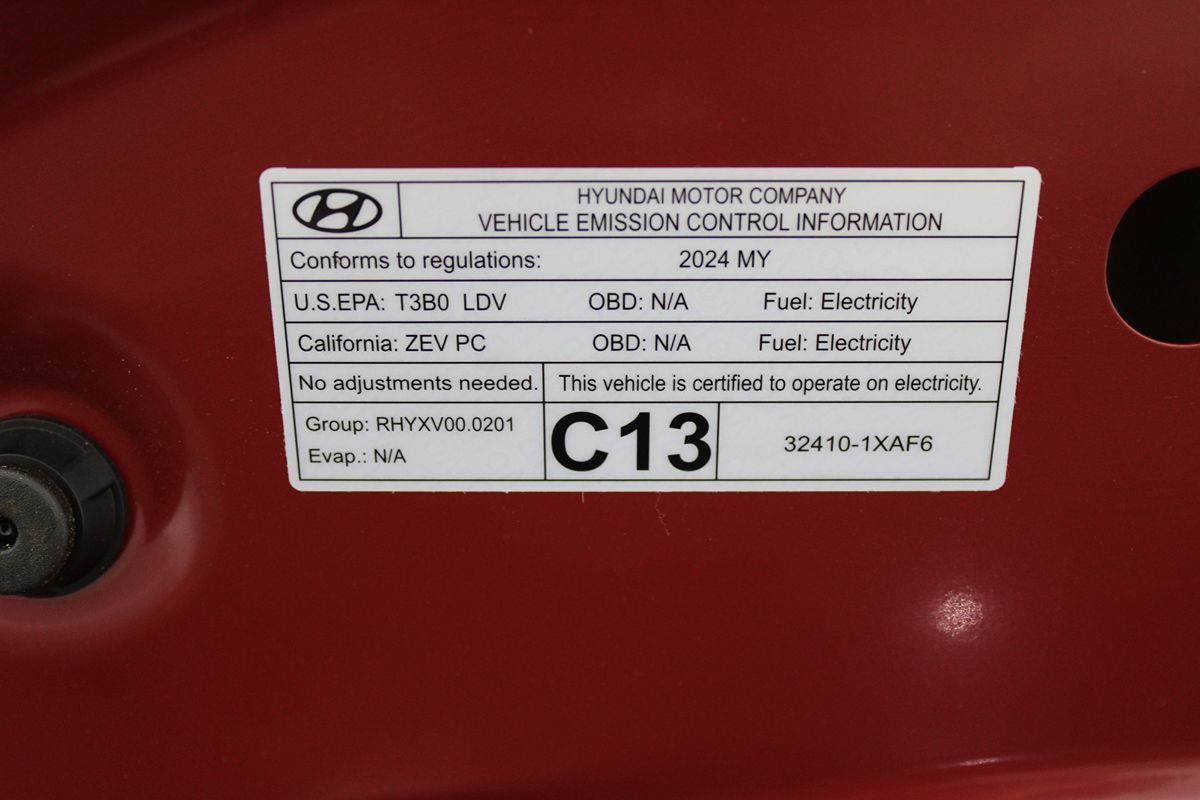 HYUNDAI MOTOR COMPANY
VEHICLE EMISSION CONTROL INFORMATION
Conforms to regulations: 2024 MY
U.S.EPA: T3B0 LDV OBD: N/A Fuel: Electricity
California: ZEV PC OBD: N/A Fuel: Electricity
No adjustments needed. This vehicle is certified to operate on electricity.
Group: RHYXV00.0201
Evap.: N/A
C13
32410-1XAF6